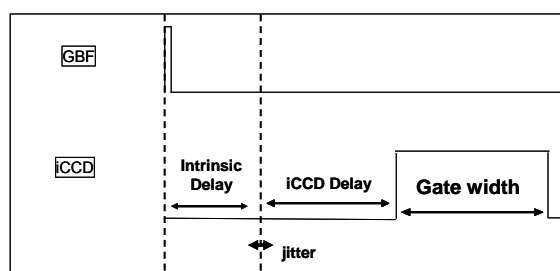 GBF
iCCD
Intrinsic
Delay
iCCD Delay
Gate width
jitter